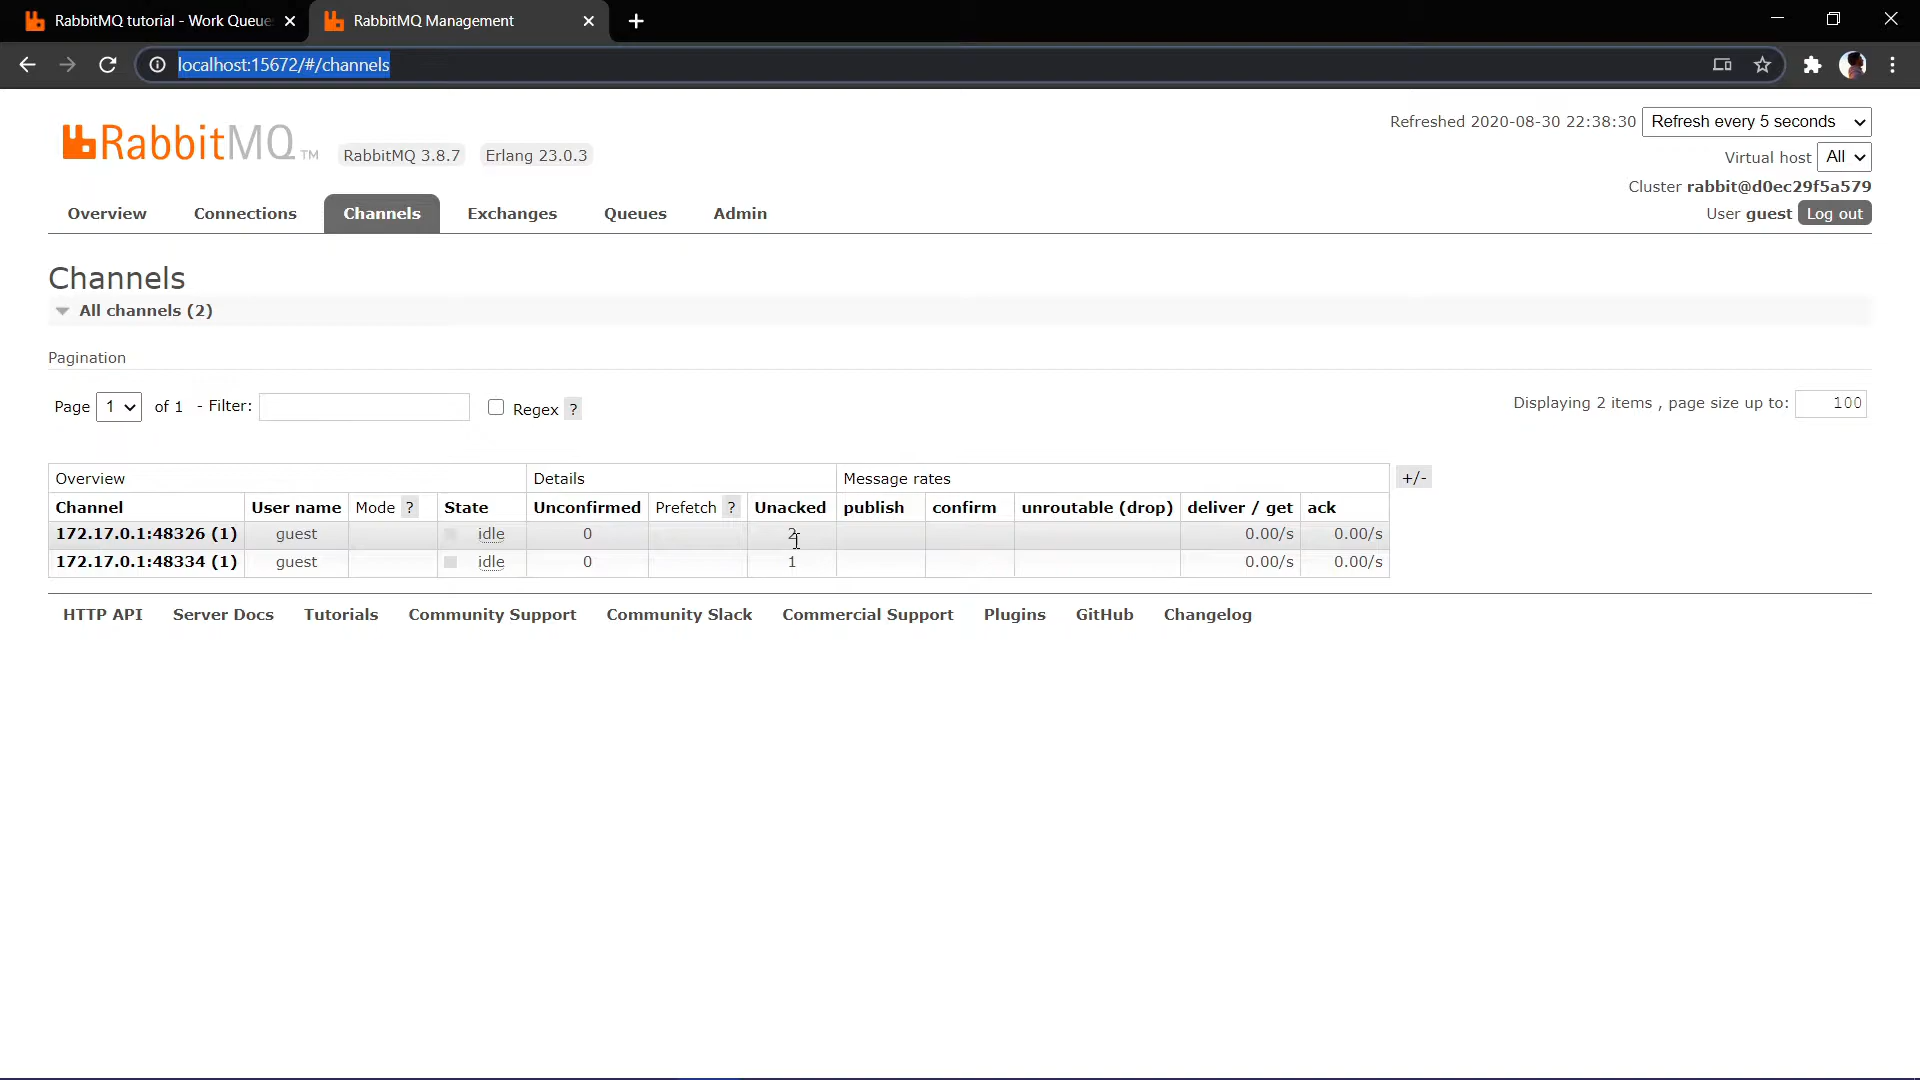 RabbitMQ tutorial - Work Queue
RabbitMQ Management
localhost:15672/#/channels
RabbitMQ TM
RabbitMQ 3.8.7
Erlang 23.0.3
Refreshed 2020-08-30 22:38:30
Refresh every 5 seconds
Virtual host All
Cluster rabbit@d0ec29f5a579
User guest Log out
Overview Connections Channels Exchanges Queues Admin
Channels
All channels (2)
Pagination
Page 1 of 1 - Filter: Regex ?
Displaying 2 items , page size up to: 100
Overview Details Message rates +/-
Channel User name Mode ? State Unconfirmed Prefetch ? Unacked publish confirm unroutable (drop) deliver / get ack
172.17.0.1:48326 (1) guest idle 0 2 0.00/s 0.00/s
172.17.0.1:48334 (1) guest idle 0 1 0.00/s 0.00/s
HTTP API Server Docs Tutorials Community Support Community Slack Commercial Support Plugins GitHub Changelog